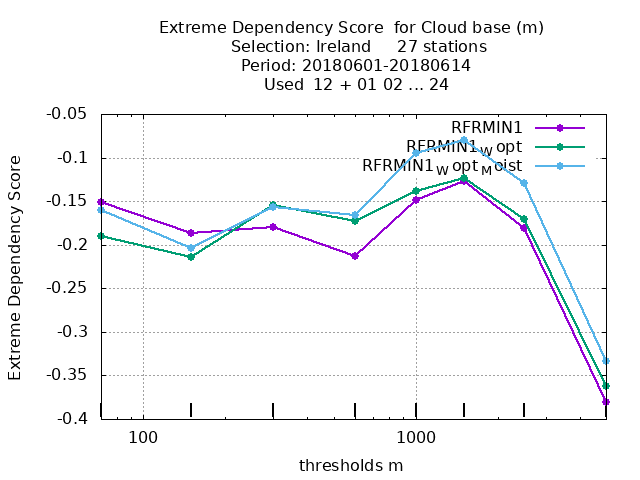 Extreme Dependency Score  for Cloud base (m)
Selection: Ireland     27 stations
Period: 20180601-20180614
Used  12 + 01 02 ... 24
RFRMIN1
RFRMIN1_Wopt
RFRMIN1_Wopt_Moist
Extreme Dependency Score
-0.05
-0.1
-0.15
-0.2
-0.25
-0.3
-0.35
-0.4
100
1000
thresholds m